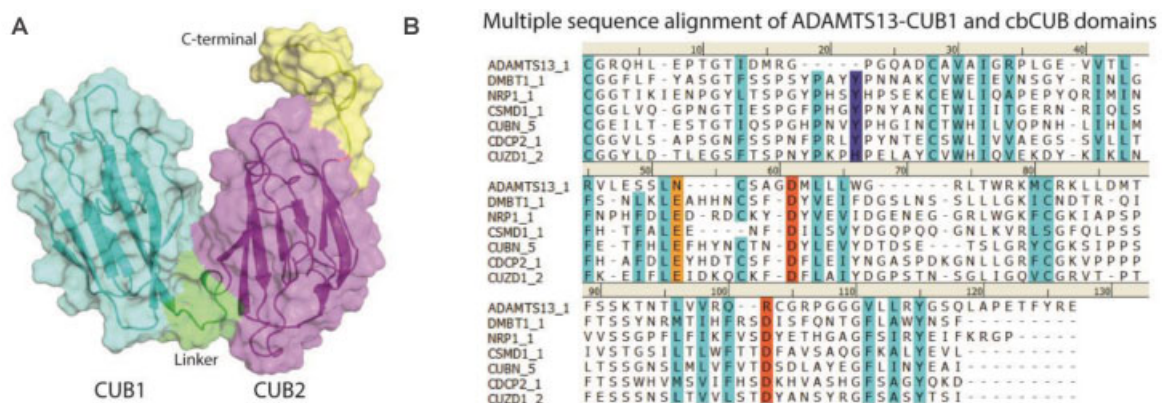 A
C-terminal
Linker
CUB1
CUB2
B
Multiple sequence alignment of ADAMTS13-CUB1 and cbCUB domains
10 20 30 40
ADAMTS13_1 CGRQHL-EPTGTIDMRG-----PGQADCAVAIGRPLGE-VVTL-
DMBT1_1 CGGFLF-YASGTFSSPSYPAYYPNNAKCVWEIEVNSGY-RINLG
NRP1_1 CGGTIKIENPGYLTSPGYPHSYHPSEKCEWLIQAPEPYQRIMIN
CSMD1_1 CGGLVQ-GPNGTIESPGFPHGYPNYANCTWIIITGERN-RIQLS
CUBN_5 CGEILT-ESTGTIQSPGHPNVYPHGINCTWHILVQPNH-LIHLM
CDCP2_1 CGGVLS-APSGNFSSPNFPRLYPYNTECSWLIVVAEGS-SVLLT
CUZD1_2 CGGYLD-TLEGSFTSPNYPKPHPELAYCVWHIQVEKDY-KIKLN
50 60 70 80
ADAMTS13_1 RVLESSLN----CSAGDMLLLWG------RLTWRKMCRKLLDMT
DMBT1_1 FS-NLKLEAHHNCSF-DYVEIFDGSLNS-SLLLGKICNDTR-QI
NRP1_1 FNPHFDLED-RDCKY-DYVEVIDGENEG-GRLWGKFCGKIAPSP
CSMD1_1 FH-TFALEE----NF-DILSVYDGQPQQ-GNLKVRLSGFQLPSS
CUBN_5 FE-TFHLEFHYNCTN-DYLEVYDTDSE--TSLGRYCGKSIPPS
CDCP2_1 FH-AFDLEYHDTCSF-DFLEIYNGASPDKGNLLGRFCGKVPPPP
CUZD1_2 FK-EIFLEIDKQCKF-DFLAIYDGPSTN-SGLIGQVCGRVT-PT
90 100 110 120 130
ADAMTS13_1 FSSKTNTLVVRQ--RCGRPGGGVLLRYGSQLAPETFYRE
DMBT1_1 FTSSYNRMTIHFRSDISFQNTGFLAWYNSF---------
NRP1_1 VVSSGPFLFIKFVSDYETHGAGFSIRYEIFKRGP-----
CSMD1_1 IVSTGSILTLWFTTDFAVSAQGFKALYEVL---------
CUBN_5 LTSSGNSLMLVFVTDSDLAYEGFLINYEAI---------
CDCP2_1 FTSSWHVMSVIFHSDKHVASHGFSAGYQKD---------
CUZD1_2 FESSSNSLTVVLSTDYANSYRGFSASYTS----------